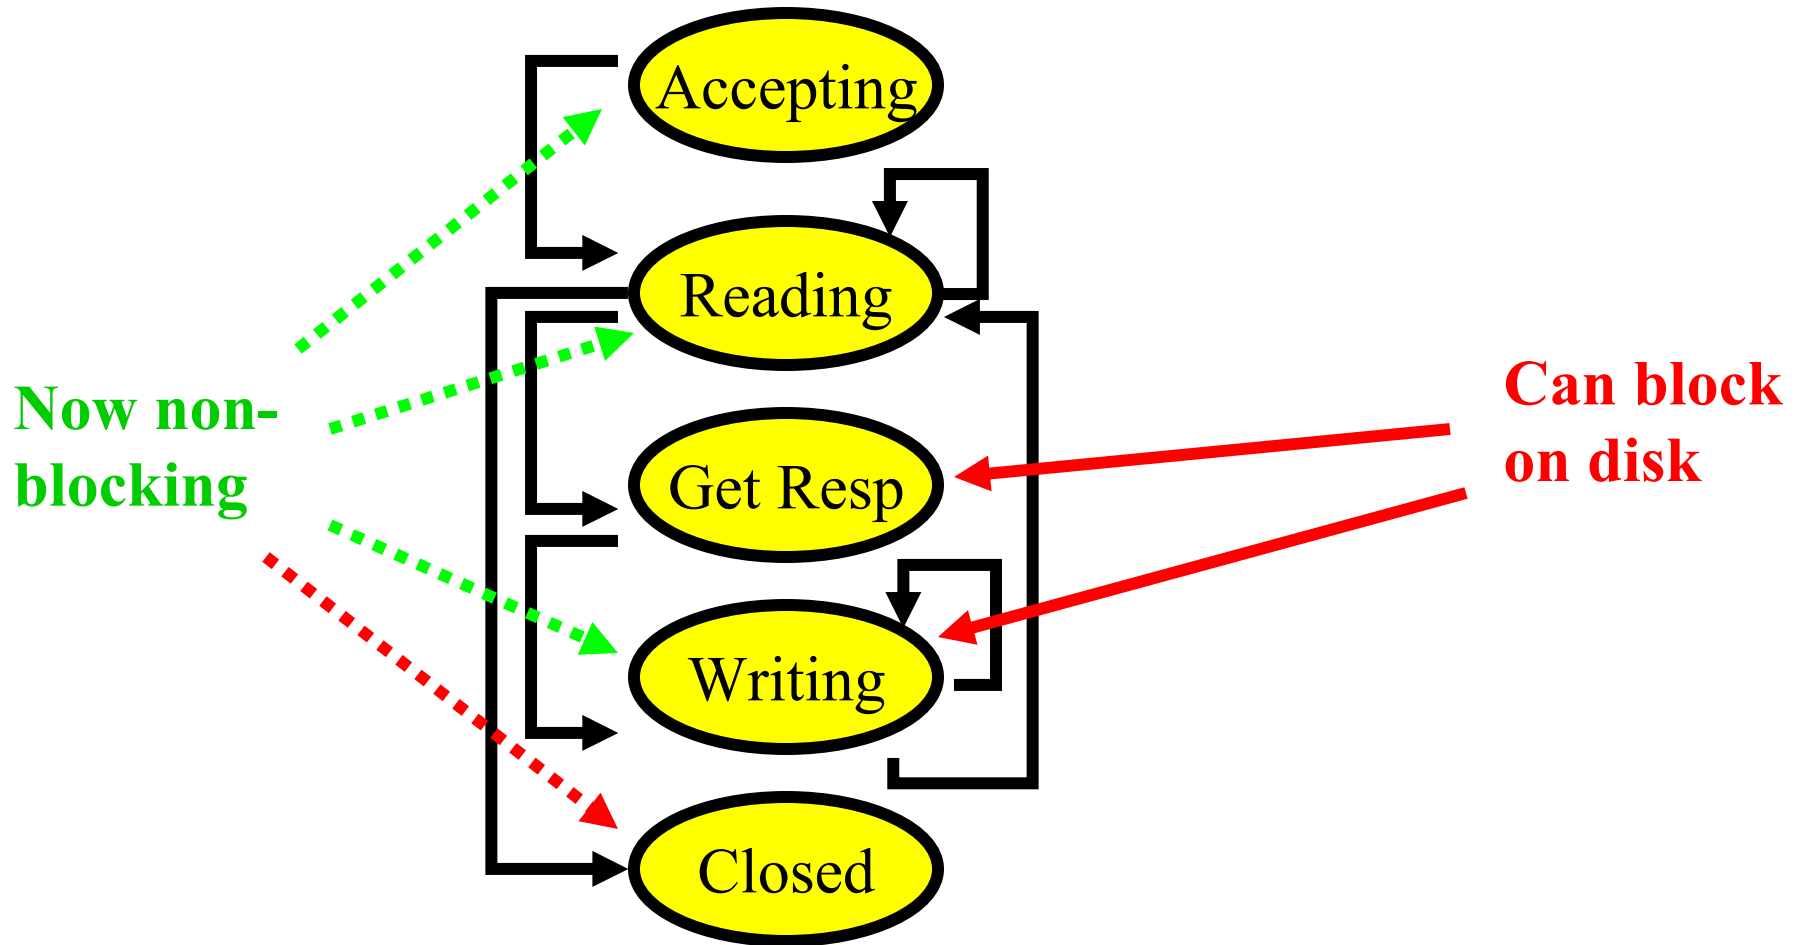 Accepting
Reading
Now non-
blocking
Can block
on disk
Get Resp
Writing
Closed